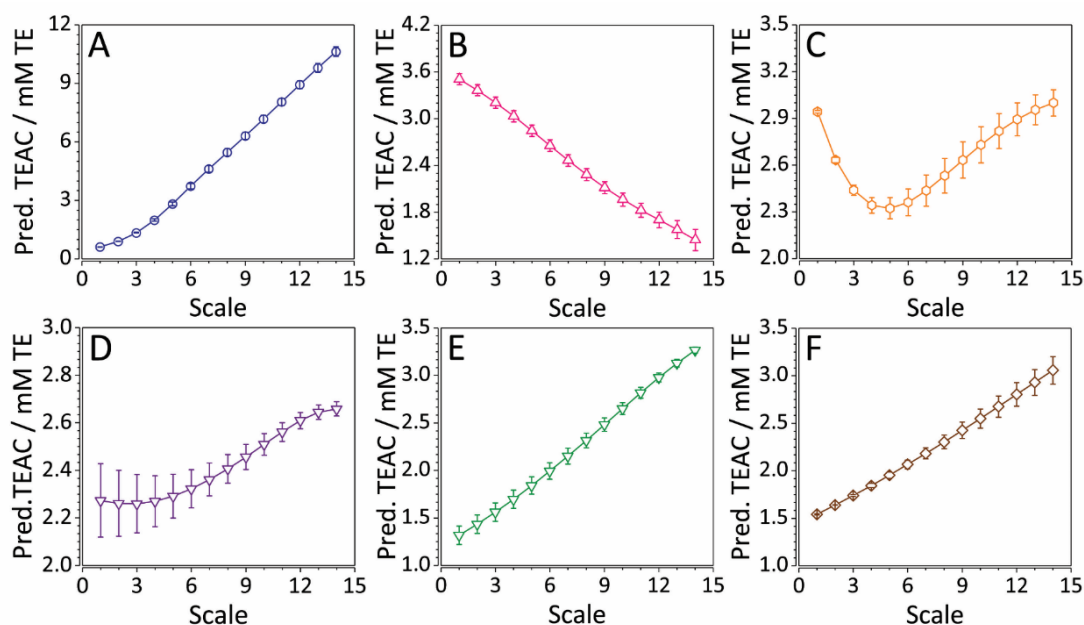 A
Pred. TEAC / mM TE
12
9
6
3
0
0 3 6 9 12 15
Scale
B
Pred. TEAC / mM TE
4.2
3.6
3.0
2.4
1.8
1.2
0 3 6 9 12 15
Scale
C
Pred. TEAC / mM TE
3.5
3.2
2.9
2.6
2.3
2.0
0 3 6 9 12 15
Scale
D
Pred.TEAC / mM TE
3.0
2.8
2.6
2.4
2.2
2.0
0 3 6 9 12 15
Scale
E
Pred. TEAC / mM TE
3.5
3.0
2.5
2.0
1.5
1.0
0 3 6 9 12 15
Scale
F
Pred. TEAC / mM TE
3.5
3.0
2.5
2.0
1.5
1.0
0 3 6 9 12 15
Scale